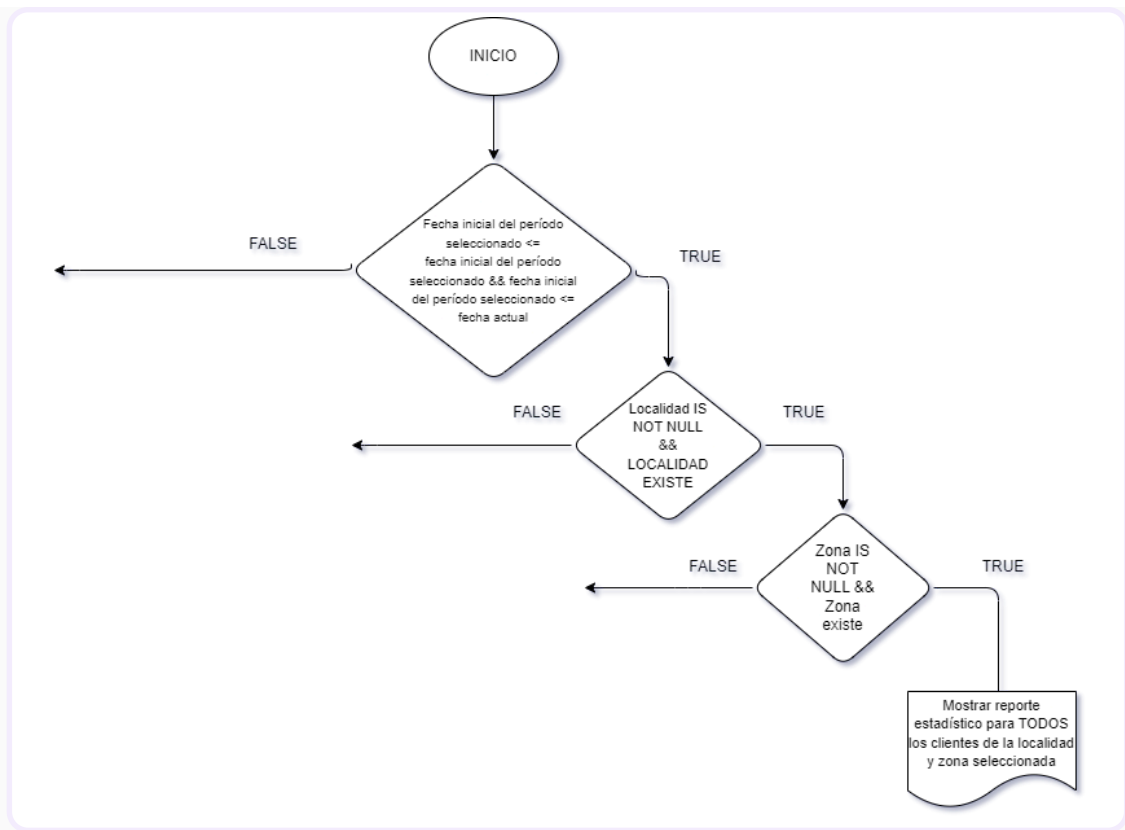 INICIO
Fecha inicial del período
seleccionado <=
fecha inicial del período
seleccionado && fecha inicial
del período seleccionado <=
fecha actual
FALSE
TRUE
Localidad IS
NOT NULL
&&
LOCALIDAD
EXISTE
FALSE
TRUE
Zona IS
NOT
NULL &&
Zona
existe
FALSE
TRUE
Mostrar reporte
estadístico para TODOS
los clientes de la localidad
y zona seleccionada